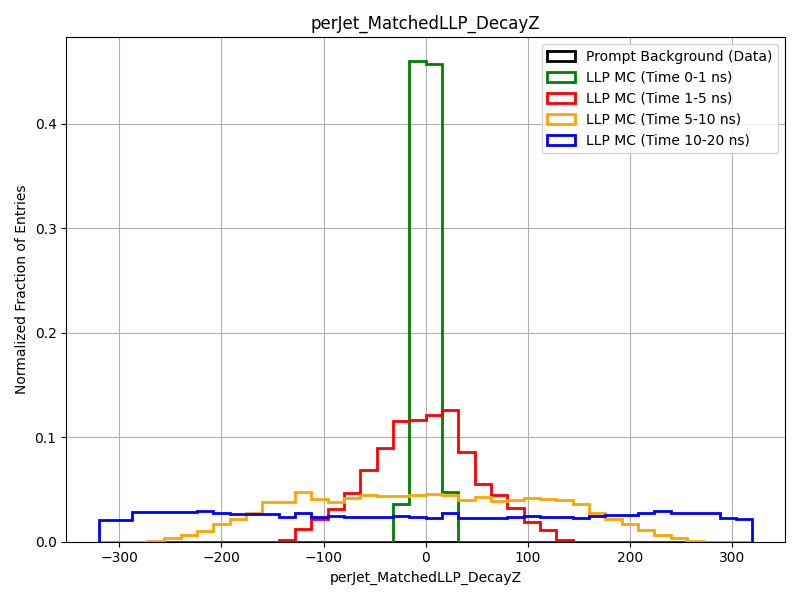 perJet_MatchedLLP_DecayZ
Prompt Background (Data)
LLP MC (Time 0-1 ns)
LLP MC (Time 1-5 ns)
LLP MC (Time 5-10 ns)
LLP MC (Time 10-20 ns)
Normalized Fraction of Entries
0.4
0.3
0.2
0.1
0.0
−300 −200 −100 0 100 200 300
perJet_MatchedLLP_DecayZ